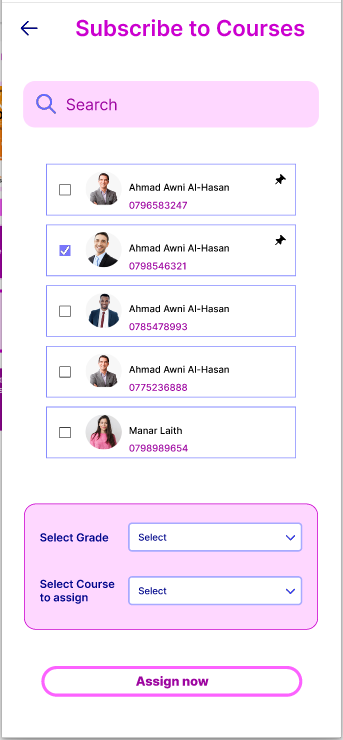 Subscribe to Courses
Search
Ahmad Awni Al-Hasan
0796583247
Ahmad Awni Al-Hasan
0798546321
Ahmad Awni Al-Hasan
0785478993
Ahmad Awni Al-Hasan
0775236888
Manar Laith
0798989654
Select Grade
Select
Select Course
to assign
Select
Assign now